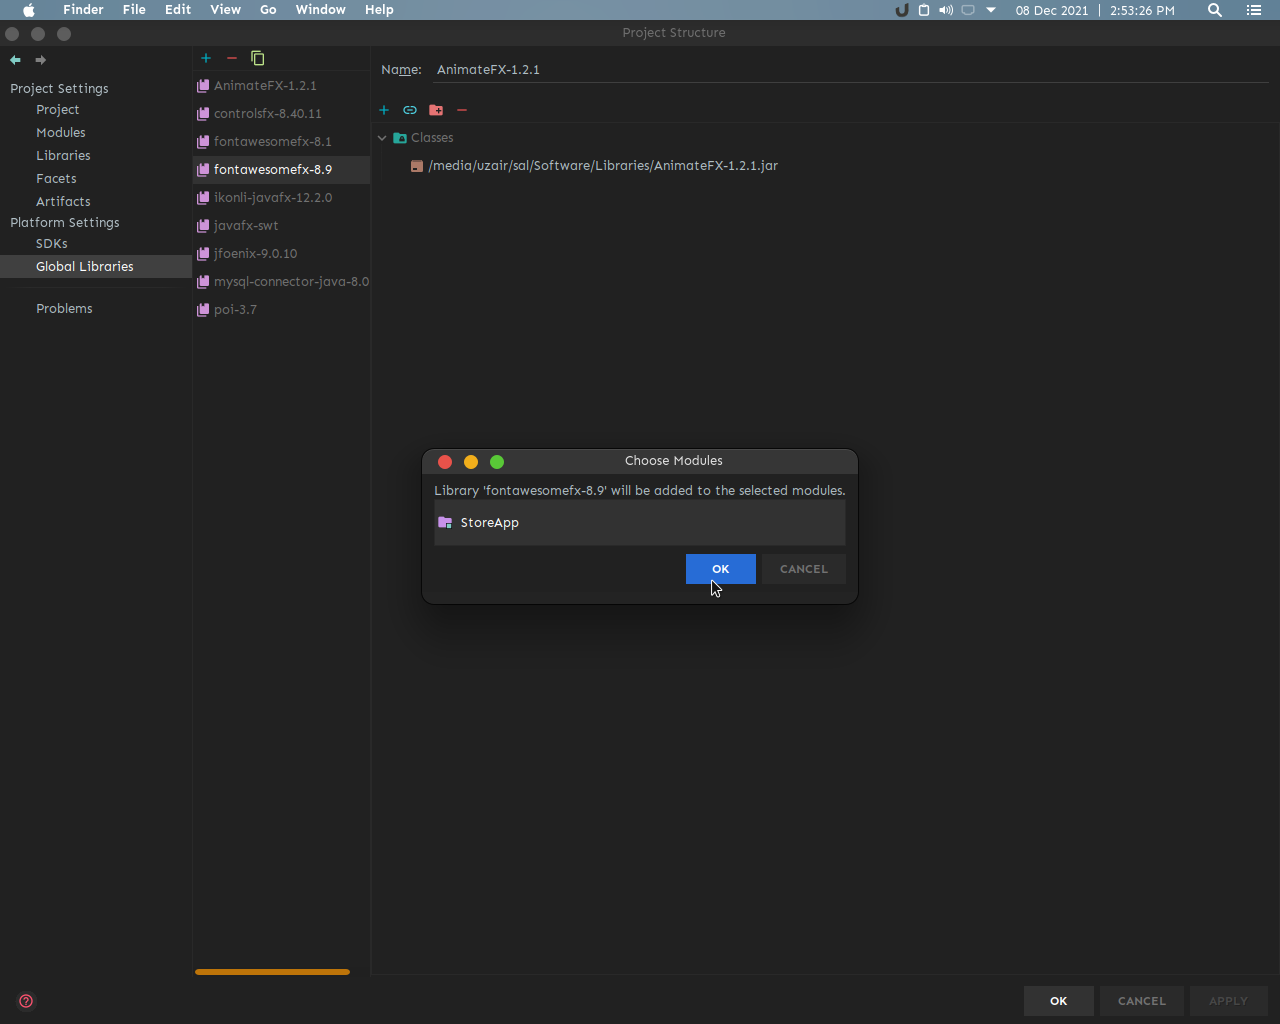 Finder File Edit View Go Window Help 08 Dec 2021 | 2:53:26 PM
Project Structure
Project Settings
Project
Modules
Libraries
Facets
Artifacts
Platform Settings
SDKs
Global Libraries
Problems
AnimateFX-1.2.1
controlsfx-8.40.11
fontawesomefx-8.1
fontawesomefx-8.9
ikonli-javafx-12.2.0
javafx-swt
jfoenix-9.0.10
mysql-connector-java-8.0
poi-3.7
Name: AnimateFX-1.2.1
Classes
/media/uzair/sal/Software/Libraries/AnimateFX-1.2.1.jar
Choose Modules
Library 'fontawesomefx-8.9' will be added to the selected modules.
StoreApp
OK CANCEL
OK CANCEL APPLY